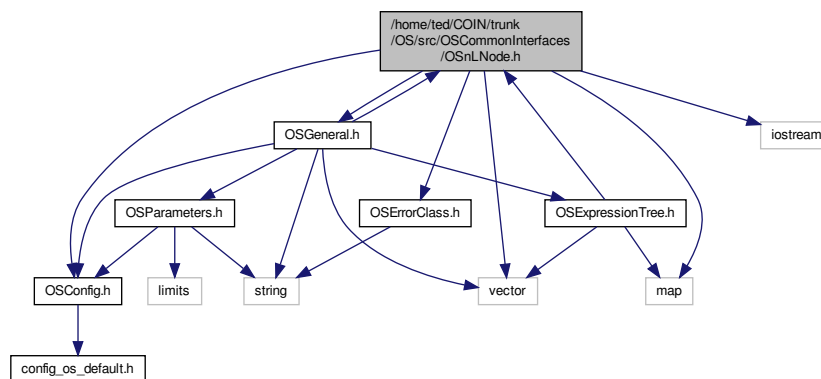 /home/ted/COIN/trunk
/OS/src/OSCommonInterfaces
/OSnLNode.h
iostream
OSGeneral.h
OSParameters.h
OSErrorClass.h
OSExpressionTree.h
OSConfig.h
limits
string
vector
map
config_os_default.h